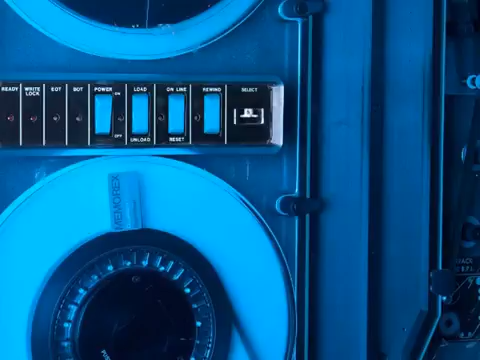 READY WRITE LOCK EOT BOT POWER ON OFF LOAD UNLOAD ON LINE RESET REWIND SELECT
MEMOREX